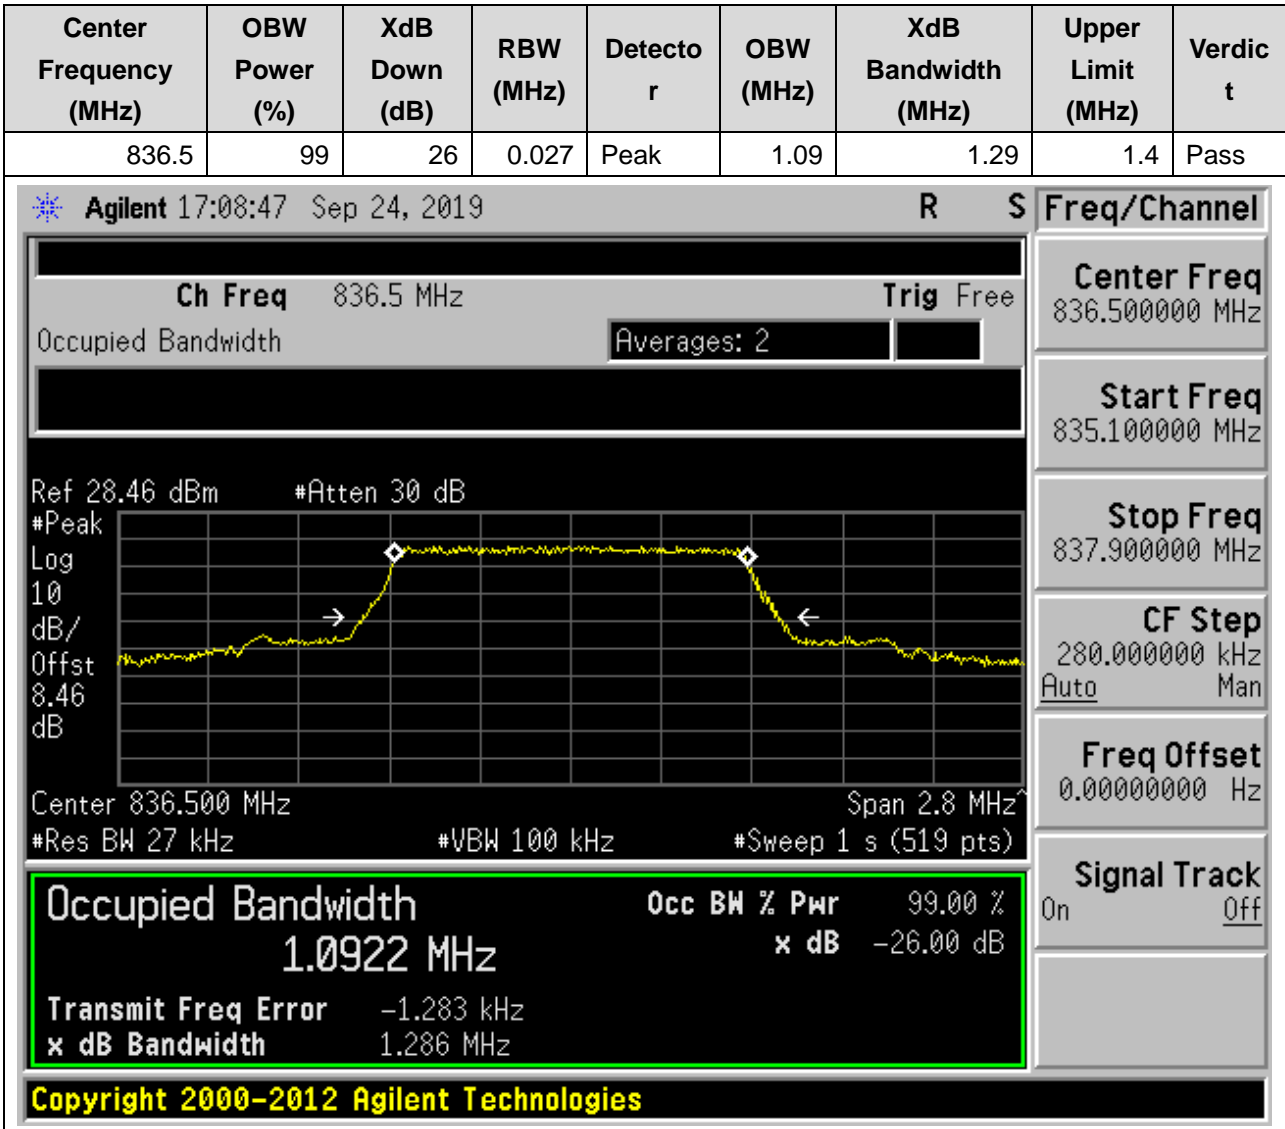 Center Frequency (MHz) OBW Power (%) XdB Down (dB) RBW (MHz) Detecto r OBW (MHz) XdB Bandwidth (MHz) Upper Limit (MHz) Verdic t
836.5 99 26 0.027 Peak 1.09 1.29 1.4 Pass
Agilent 17:08:47 Sep 24, 2019 R S
Ch Freq 836.5 MHz Trig Free
Occupied Bandwidth Averages: 2
Ref 28.46 dBm #Atten 30 dB
#Peak
Log
10
dB/
Offst
8.46
dB
Center 836.500 MHz Span 2.8 MHz^
#Res BW 27 kHz #VBW 100 kHz #Sweep 1 s (519 pts)
Occupied Bandwidth Occ BW % Pwr 99.00 %
1.0922 MHz x dB -26.00 dB
Transmit Freq Error -1.283 kHz
x dB Bandwidth 1.286 MHz
Copyright 2000-2012 Agilent Technologies
Freq/Channel
Center Freq
836.500000 MHz
Start Freq
835.100000 MHz
Stop Freq
837.900000 MHz
CF Step
280.000000 kHz
Auto Man
Freq Offset
0.00000000 Hz
Signal Track
On Off